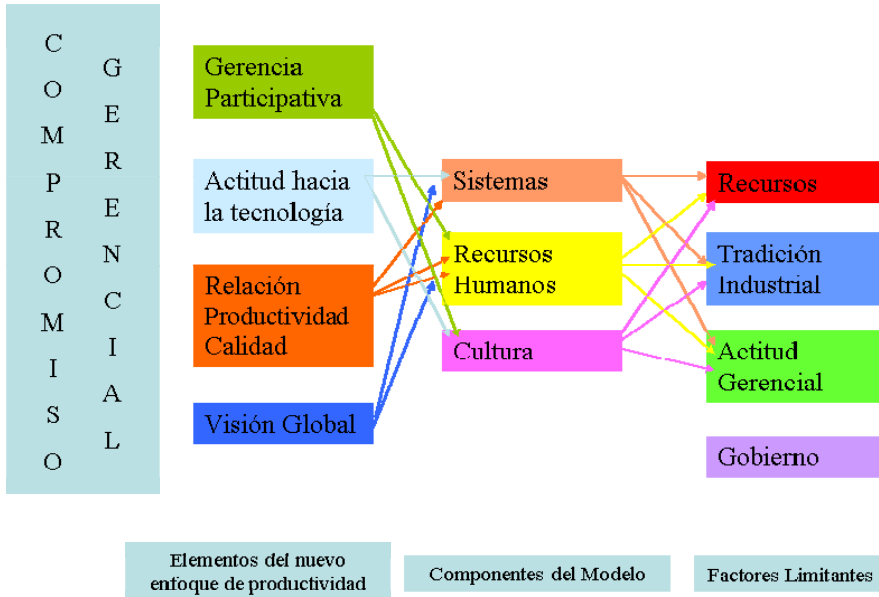 COMPROMISO
GERENCIAL
Gerencia
Participativa
Actitud hacia
la tecnología
Relación
Productividad
Calidad
Visión Global
Sistemas
Recursos
Humanos
Cultura
Recursos
Tradición
Industrial
Actitud
Gerencial
Gobierno
Elementos del nuevo
enfoque de productividad
Componentes del Modelo
Factores Limitantes